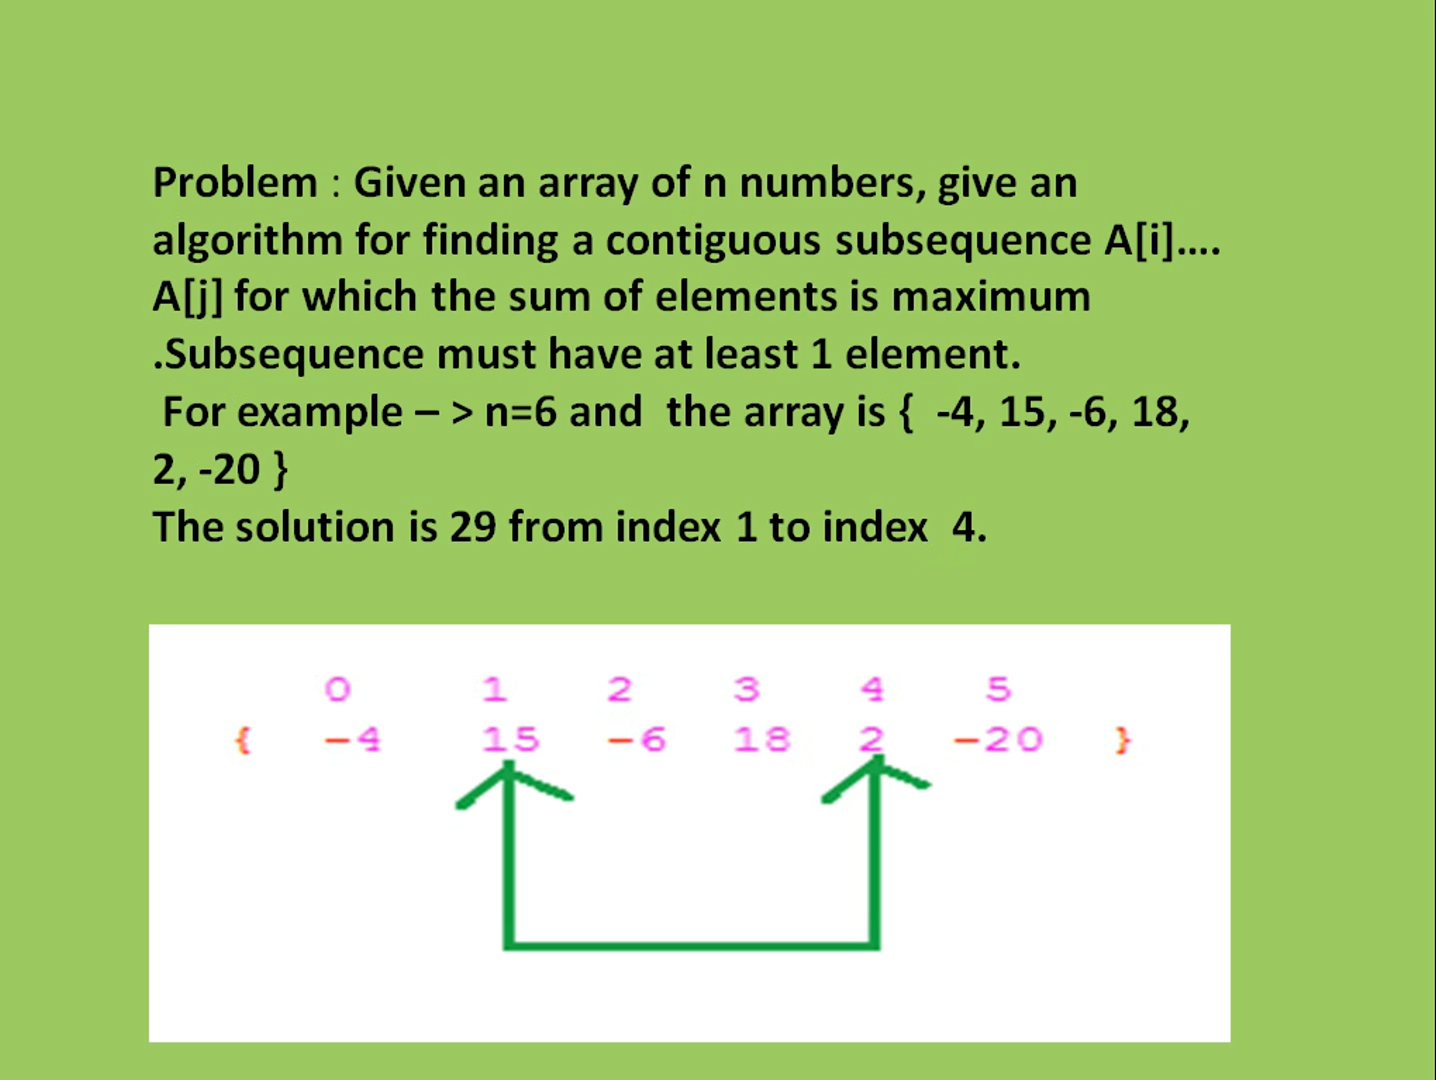 Problem : Given an array of n numbers, give an
algorithm for finding a contiguous subsequence A[i]....
A[j] for which the sum of elements is maximum
.Subsequence must have at least 1 element.
For example – > n=6 and the array is { -4, 15, -6, 18,
2, -20 }
The solution is 29 from index 1 to index 4.
0 1 2 3 4 5
{ -4 15 -6 18 2 -20 }